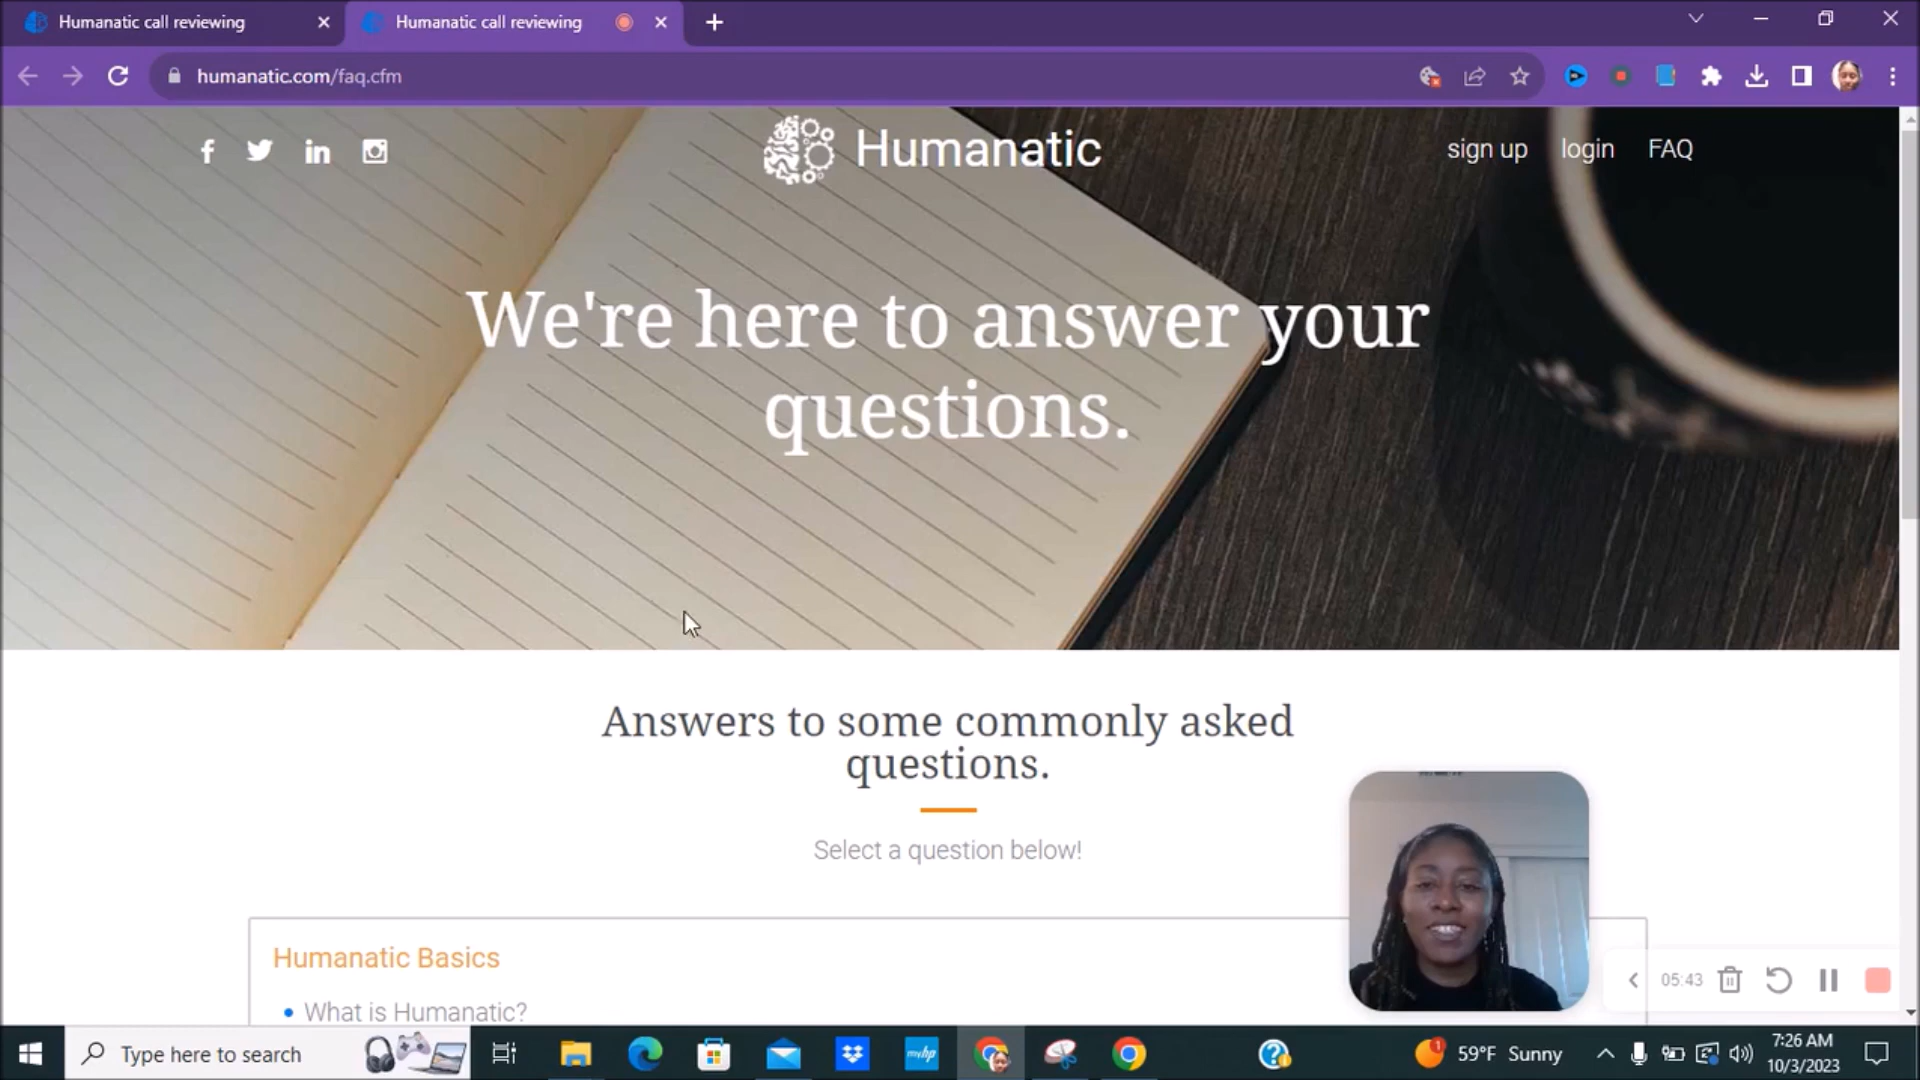 Humanatic call reviewing
Humanatic call reviewing
humanatic.com/faq.cfm
Humanatic
sign up
login
FAQ
We're here to answer your
questions.
Answers to some commonly asked
questions.
Select a question below!
Humanatic Basics
What is Humanatic?
05:43
Type here to search
myhp
1
59°F Sunny
7:26 AM
10/3/2023